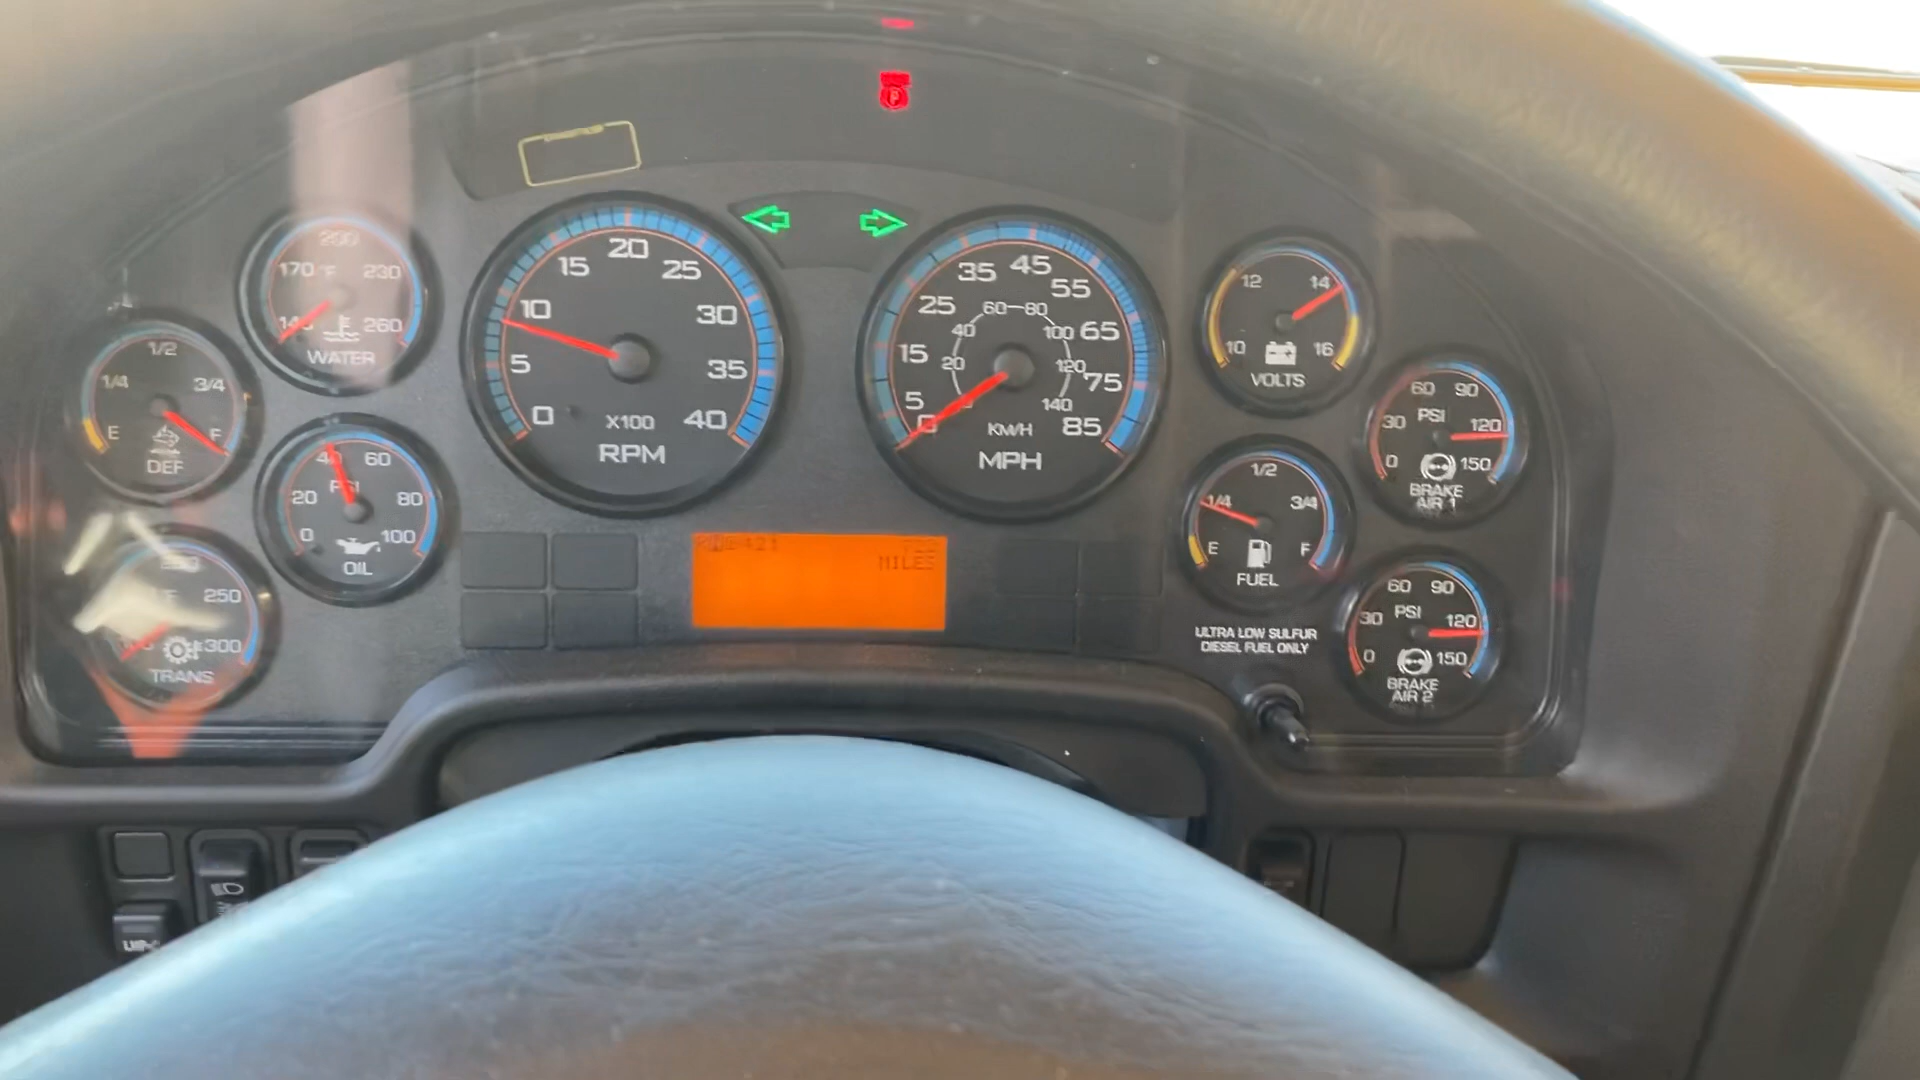 P
200
170 °F 230
260
WATER
1/2
1/4 3/4
E F
DEF
40 60
PSI
20 80
0 100
OIL
250
300
TRANS
20
15 25
10 30
5 35
0 X100 40
RPM
45
35 55
25 60 80
40 100 65
15 20 120 75
5 140
0 KM/H 85
MPH
MILES
12 14
10 16
VOLTS
60 90
PSI
30 120
0 150
BRAKE
AIR 1
1/2
1/4 3/4
E F
FUEL
ULTRA LOW SULFUR
DIESEL FUEL ONLY
60 90
PSI
30 120
0 150
BRAKE
AIR 2